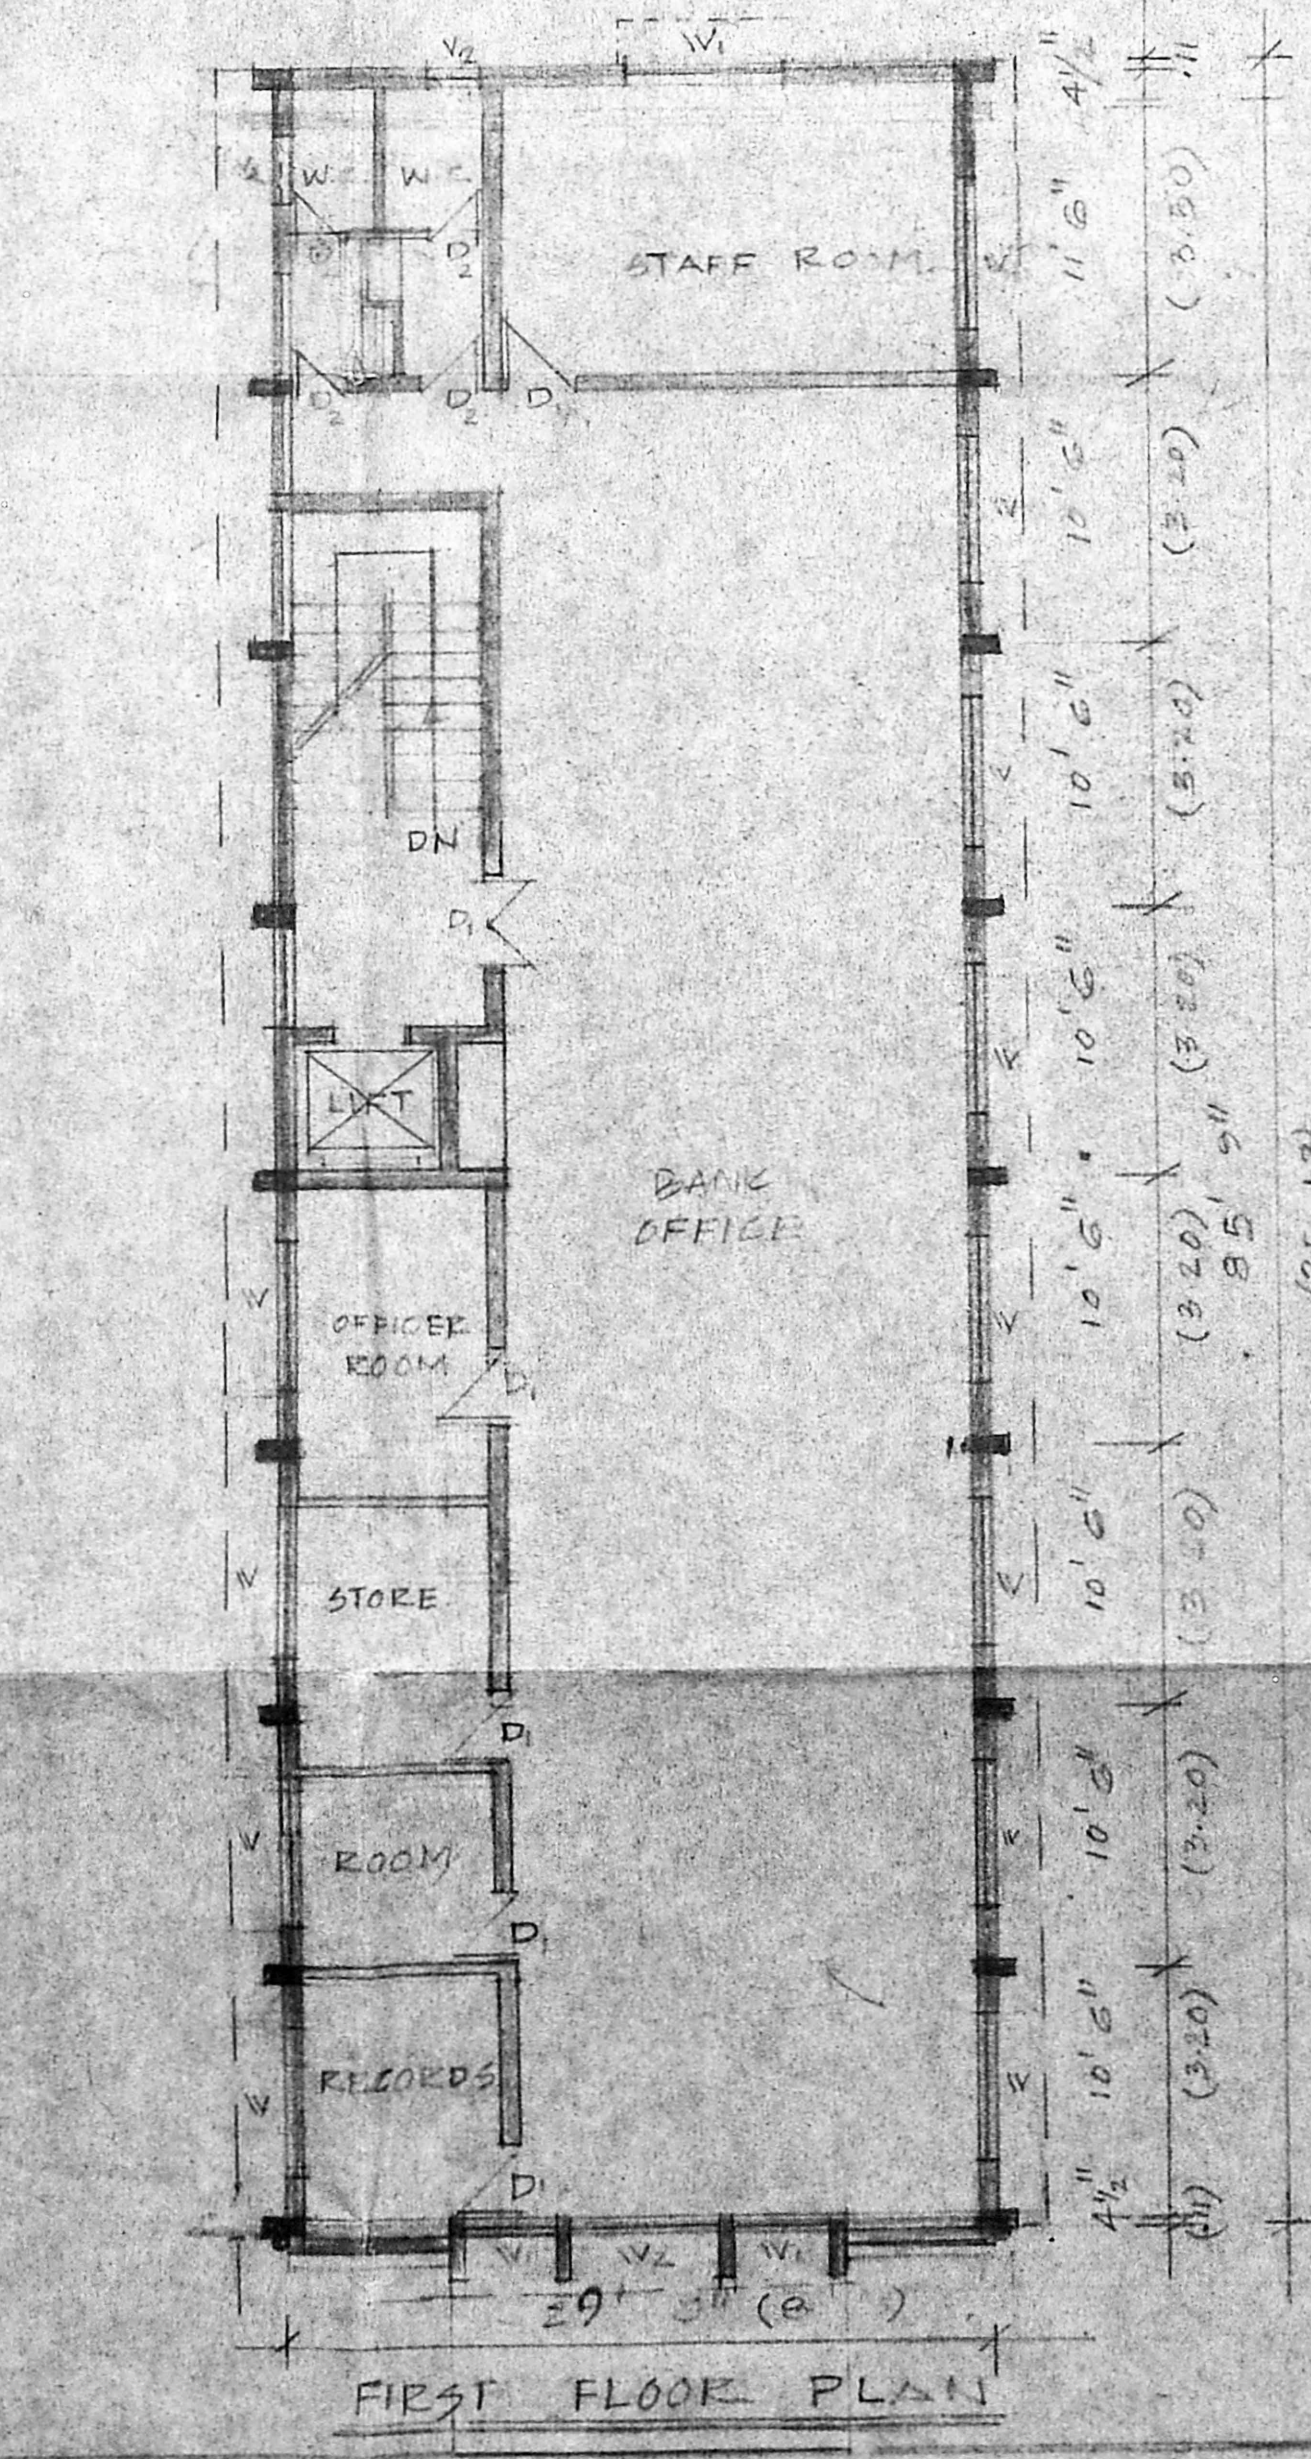 V2
W1
4½"
.11
W.C.
W.C.
D2
STAFF ROOM
11' 6"
(3.50)
D2
D2
D1
10' 6"
(3.20)
10' 6"
(3.20)
DN
D1
10' 6"
(3.20)
LIFT
W
BANK
OFFICE
10' 6"
(3.20)
85' 9"
W
W
OFFICER
ROOM
D1
W
W
STORE
10' 6"
D1
W
W
ROOM
10' 6"
(3.20)
D1
W
W
RECORDS
10' 6"
(3.20)
D1
4½"
(.11)
W1
W2
W1
FIRST FLOOR PLAN